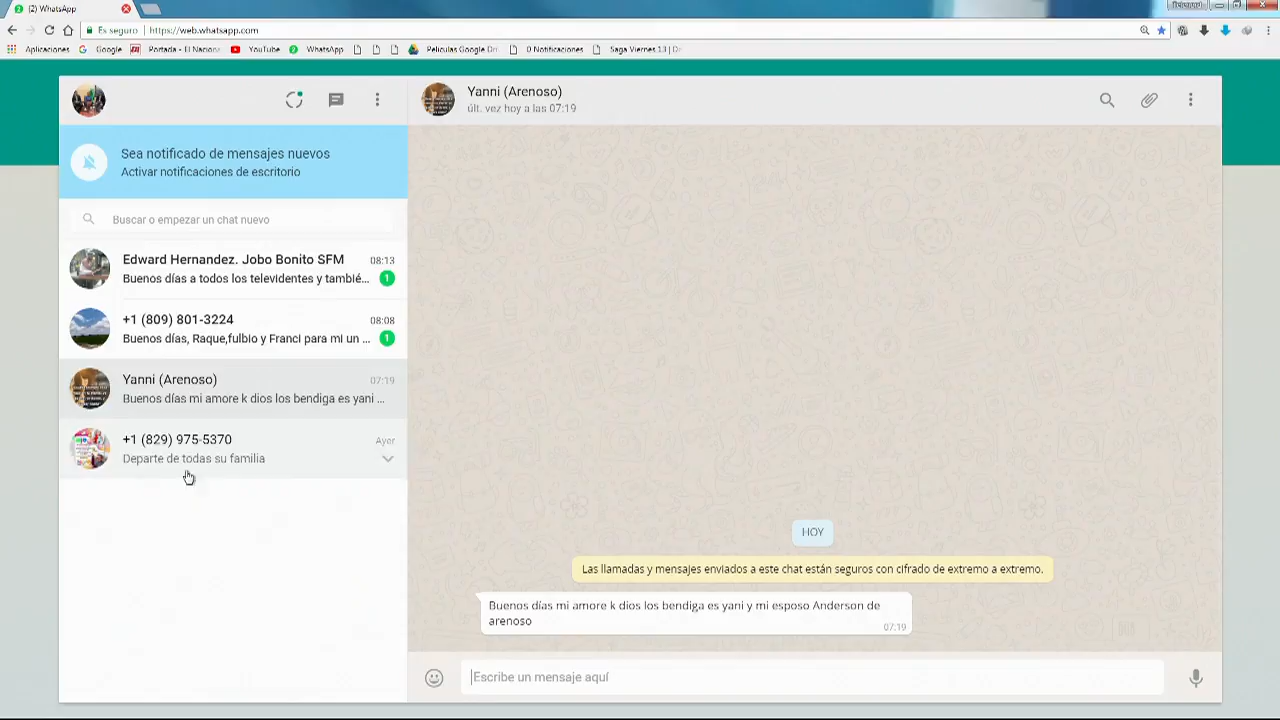 (2) WhatsApp
Es seguro
https://web.whatsapp.com
Aplicaciones
Google
Portada - El Nacion
YouTube
WhatsApp
Peliculas Google Dri
0 Notificaciones
Saga Viernes 13 | De
Sea notificado de mensajes nuevos
Activar notificaciones de escritorio
Buscar o empezar un chat nuevo
Edward Hernandez. Jobo Bonito SFM
08:13
Buenos días a todos los televidentes y tambié...
1
+1 (809) 801-3224
08:08
Buenos días, Raque,fulbio y Franci para mi un ...
1
Yanni (Arenoso)
07:19
Buenos días mi amore k dios los bendiga es yani ...
+1 (829) 975-5370
Ayer
Departe de todas su familia
Yanni (Arenoso)
últ. vez hoy a las 07:19
HOY
Las llamadas y mensajes enviados a este chat están seguros con cifrado de extremo a extremo.
Buenos días mi amore k dios los bendiga es yani y mi esposo Anderson de
arenoso
07:19
Escribe un mensaje aquí